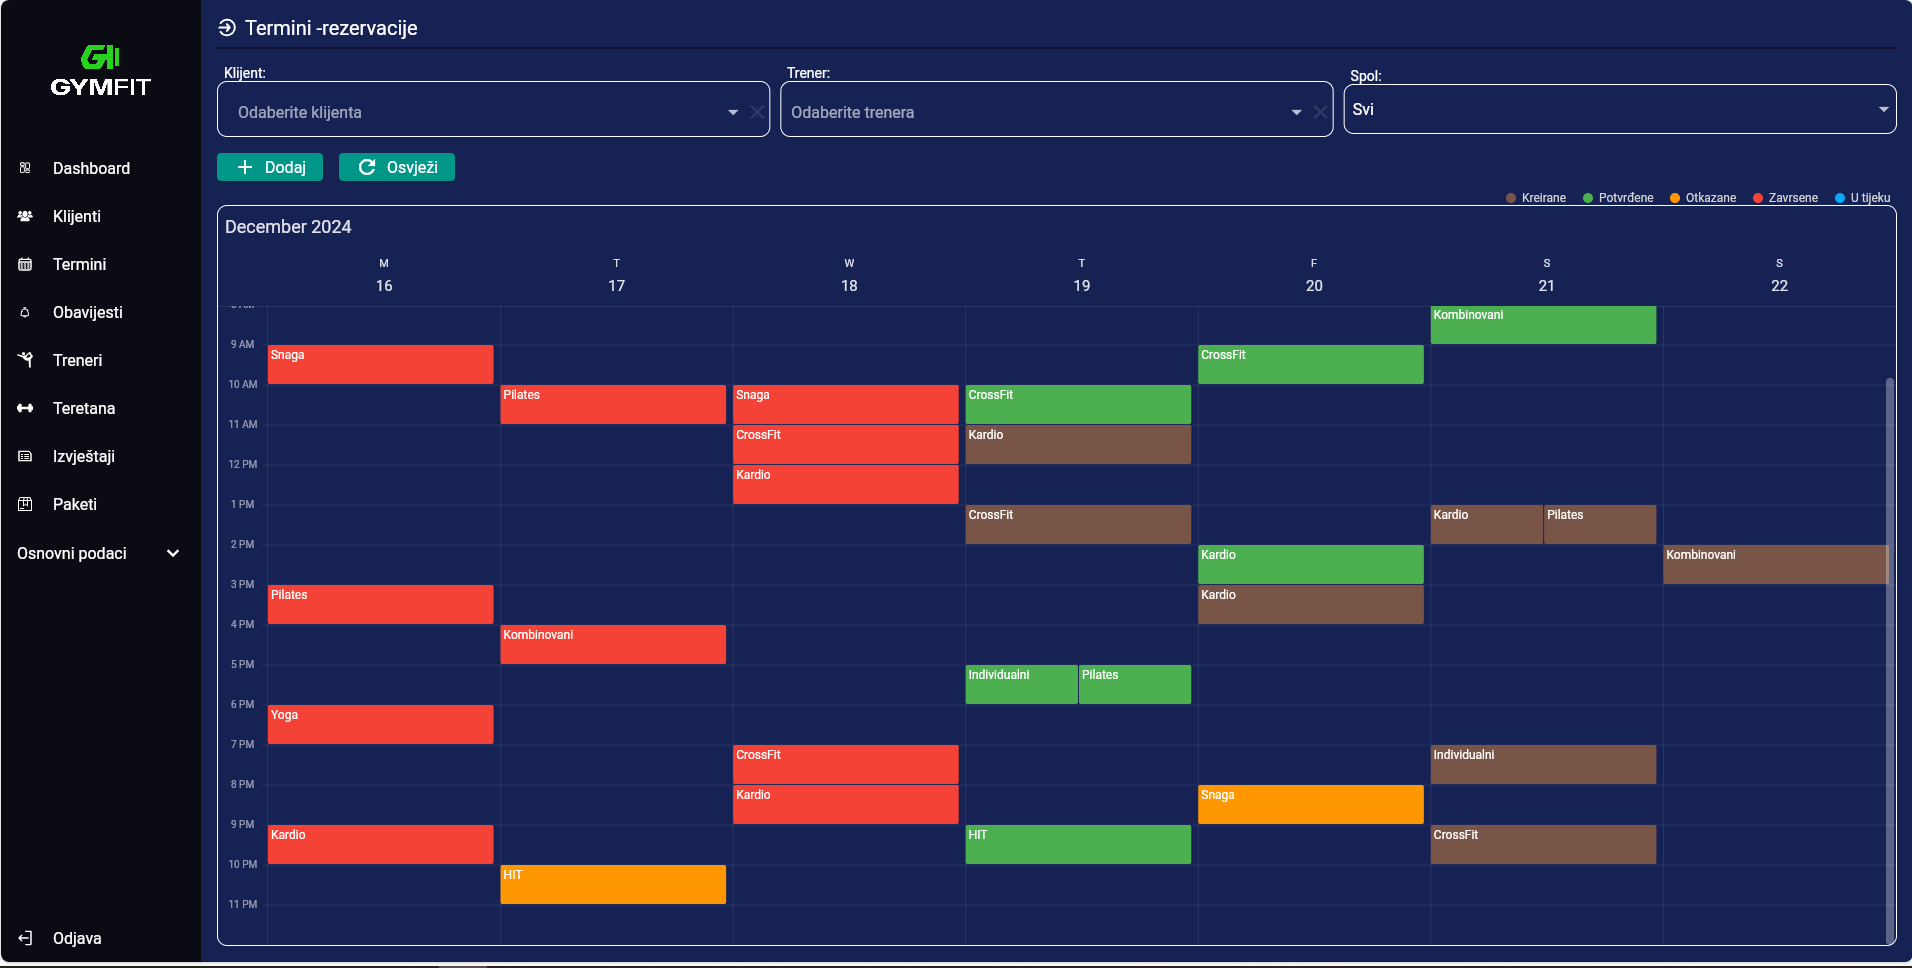 GYMFIT
Dashboard
Klijenti
Termini
Obavijesti
Treneri
Teretana
Izvještaji
Paketi
Osnovni podaci
Odjava
Termini -rezervacije
Klijent:
Odaberite klijenta
Trener:
Odaberite trenera
Spol:
Svi
Dodaj
Osvježi
Kreirane Potvrđene Otkazane Zavrsene U tijeku
December 2024
M T W T F S S
16 17 18 19 20 21 22
Kombinovani
9 AM
Snaga CrossFit
10 AM
Pilates Snaga CrossFit
11 AM
CrossFit Kardio
12 PM
Kardio
1 PM
CrossFit Kardio Pilates
2 PM
Kardio Kombinovani
3 PM
Pilates Kardio
4 PM
Kombinovani
5 PM
Individualni Pilates
6 PM
Yoga
7 PM
CrossFit Individualni
8 PM
Kardio Snaga
9 PM
Kardio HIT CrossFit
10 PM
HIT
11 PM